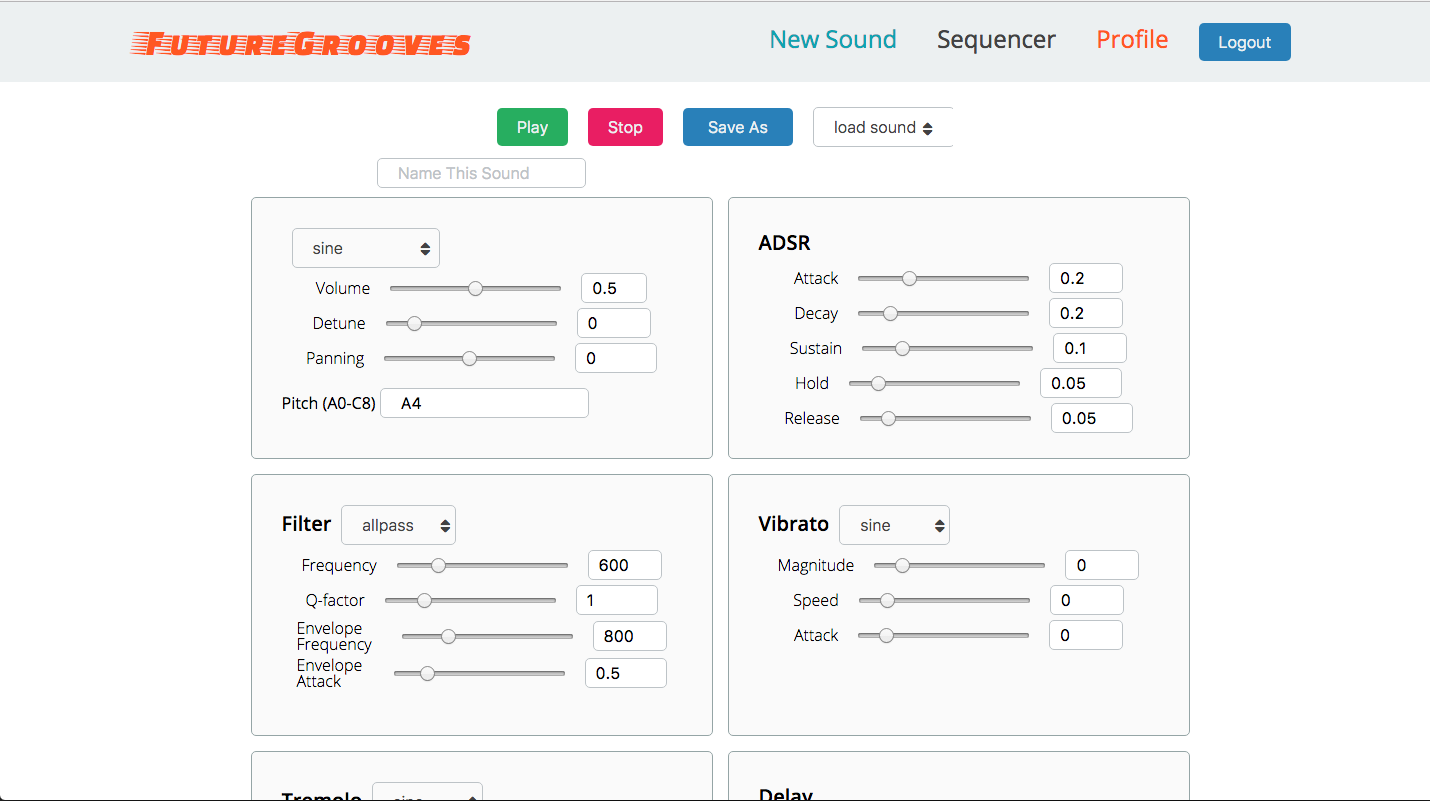 FutureGrooves
New Sound Sequencer Profile Logout
Play Stop Save As load sound
Name This Sound
sine
Volume 0.5
Detune 0
Panning 0
Pitch (A0-C8) A4
ADSR
Attack 0.2
Decay 0.2
Sustain 0.1
Hold 0.05
Release 0.05
Filter allpass
Frequency 600
Q-factor 1
Envelope
Frequency 800
Envelope
Attack 0.5
Vibrato sine
Magnitude 0
Speed 0
Attack 0
Tremolo sine
Delay